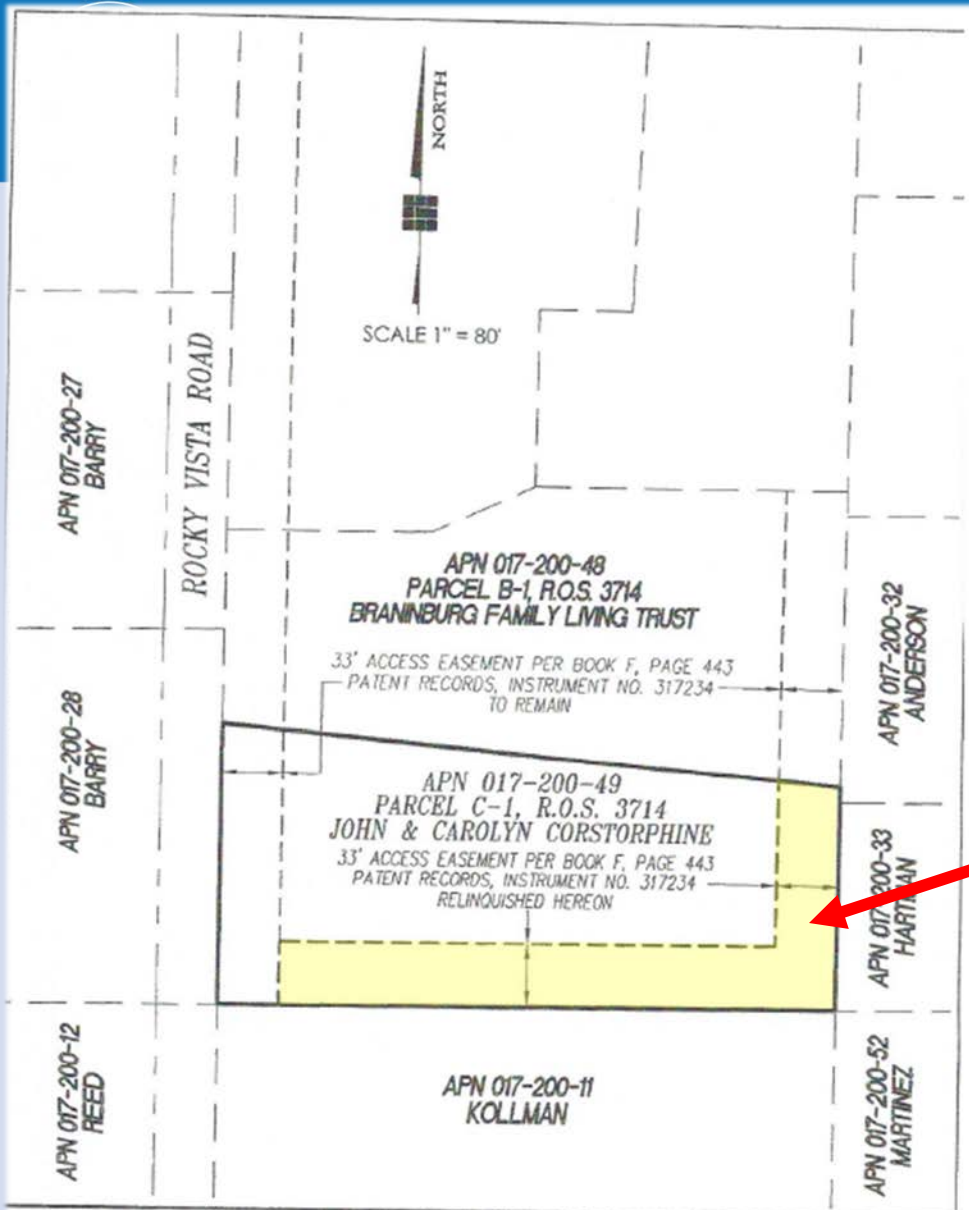 NORTH
SCALE 1" = 80'
APN 017-200-27
BARRY
ROCKY VISTA ROAD
APN 017-200-48
PARCEL B-1, R.O.S. 3714
BRANINBURG FAMILY LIVING TRUST
33' ACCESS EASEMENT PER BOOK F, PAGE 443
PATENT RECORDS, INSTRUMENT NO. 317234
TO REMAIN
APN 017-200-32
ANDERSON
APN 017-200-28
BARRY
APN 017-200-49
PARCEL C-1, R.O.S. 3714
JOHN & CAROLYN CORSTORPHINE
33' ACCESS EASEMENT PER BOOK F, PAGE 443
PATENT RECORDS, INSTRUMENT NO. 317234
RELINQUISHED HEREON
APN 017-200-33
APN 017-200-12
REED
APN 017-200-11
KOLLMAN
APN 017-200-52
MARTINEZ